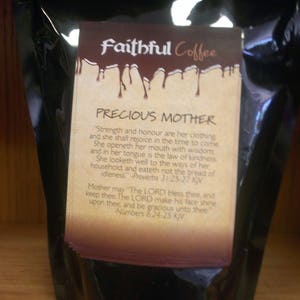 Faithful Coffee
PRECIOUS MOTHER
"Strength and honour are her clothing;
and she shall rejoice in the time to come.
She openeth her mouth with wisdom;
and in her tongue is the law of kindness.
She looketh well to the ways of her
household, and eateth not the bread of
idleness." -Proverbs 31:25-27 KJV
Mother may "The LORD bless thee, and
keep thee: The LORD make his face shine
upon thee, and be gracious unto thee"
-Numbers 6:24-25 KJV